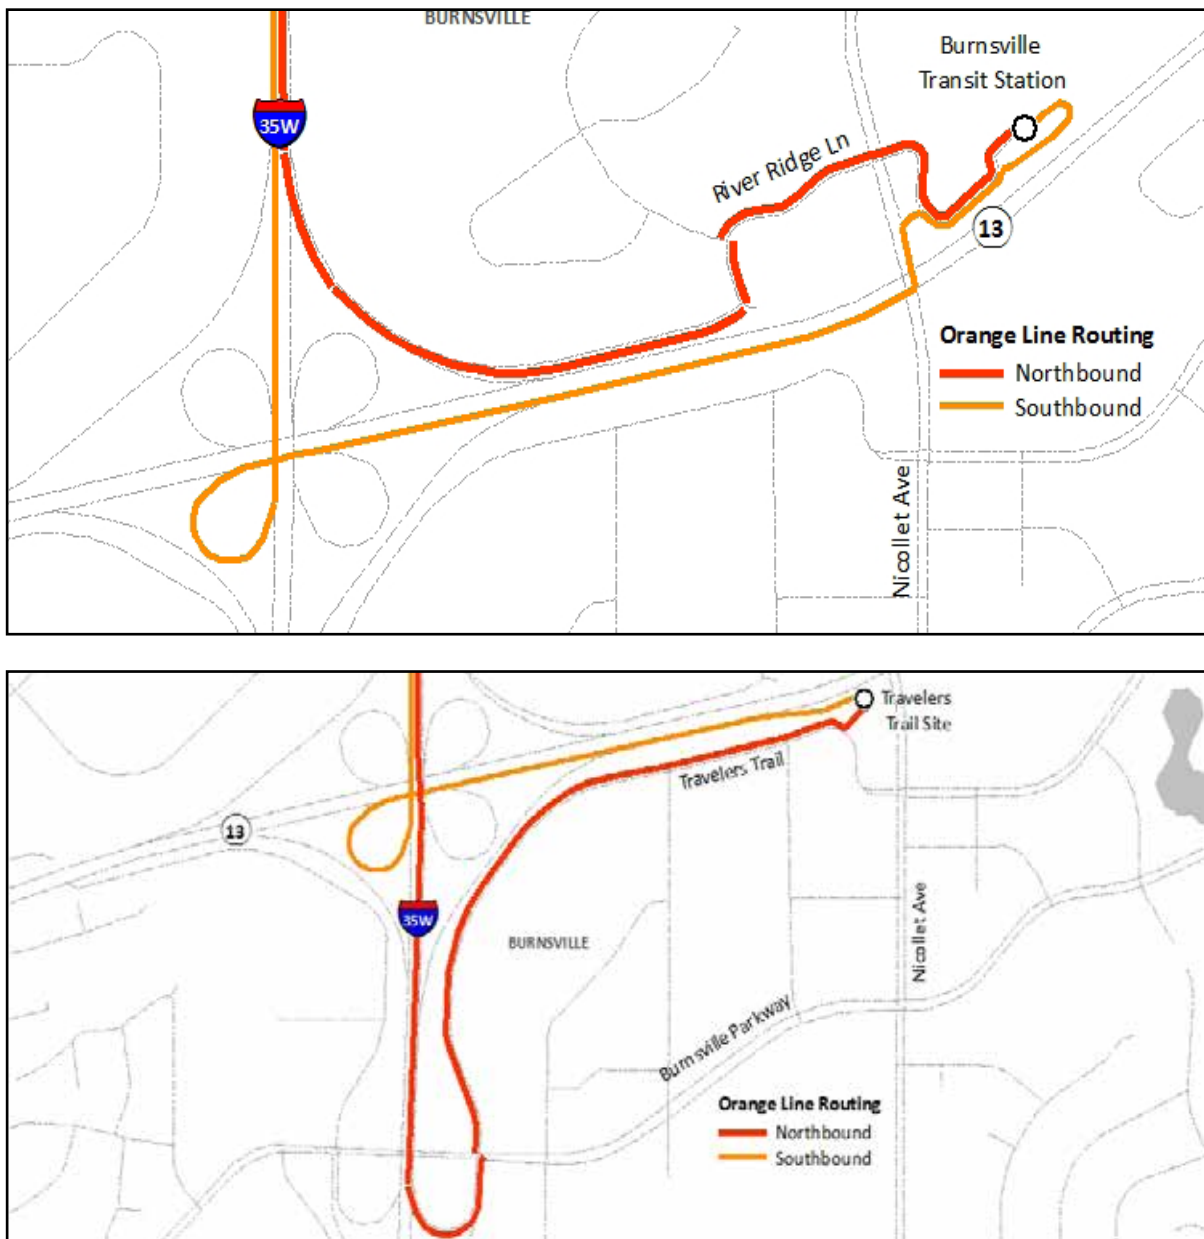 BURNSVILLE
Burnsville
Transit Station
35W
River Ridge Ln
13
Orange Line Routing
Northbound
Southbound
Nicollet Ave
Travelers
Trail Site
Travelers Trail
13
35W
BURNSVILLE
Nicollet Ave
Burnsville Parkway
Orange Line Routing
Northbound
Southbound